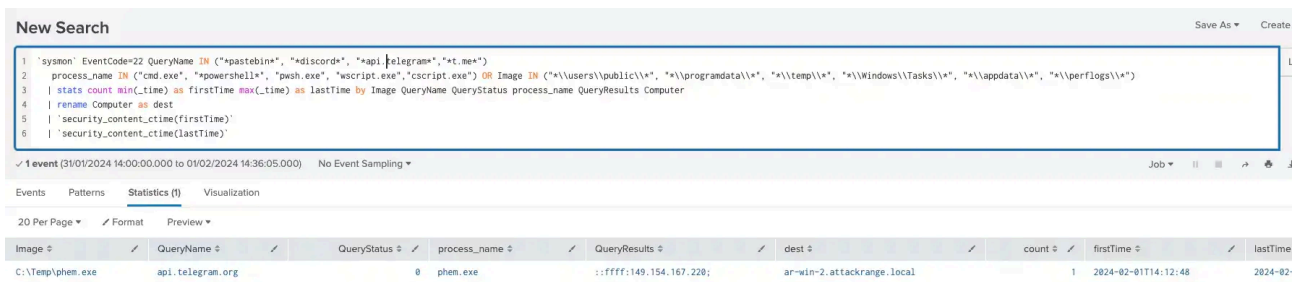 New Search
Save As ▾ Create
1 `sysmon` EventCode=22 QueryName IN ("*pastebin*", "*discord*", "*api.telegram*","*t.me*")
2 process_name IN ("cmd.exe", "*powershell*", "pwsh.exe", "wscript.exe","cscript.exe") OR Image IN ("*\\users\\public\\*", "*\\programdata\\*", "*\\temp\\*", "*\\Windows\\Tasks\\*", "*\\appdata\\*", "*\\perflogs\\*")
3 | stats count min(_time) as firstTime max(_time) as lastTime by Image QueryName QueryStatus process_name QueryResults Computer
4 | rename Computer as dest
5 | `security_content_ctime(firstTime)`
6 | `security_content_ctime(lastTime)`
✓ 1 event (31/01/2024 14:00:00.000 to 01/02/2024 14:36:05.000) No Event Sampling ▾ Job ▾
Events Patterns Statistics (1) Visualization
20 Per Page ▾ Format Preview ▾
Image QueryName QueryStatus process_name QueryResults dest count firstTime lastTime
C:\Temp\phem.exe api.telegram.org 0 phem.exe ::ffff:149.154.167.220; ar-win-2.attackrange.local 1 2024-02-01T14:12:48 2024-02-